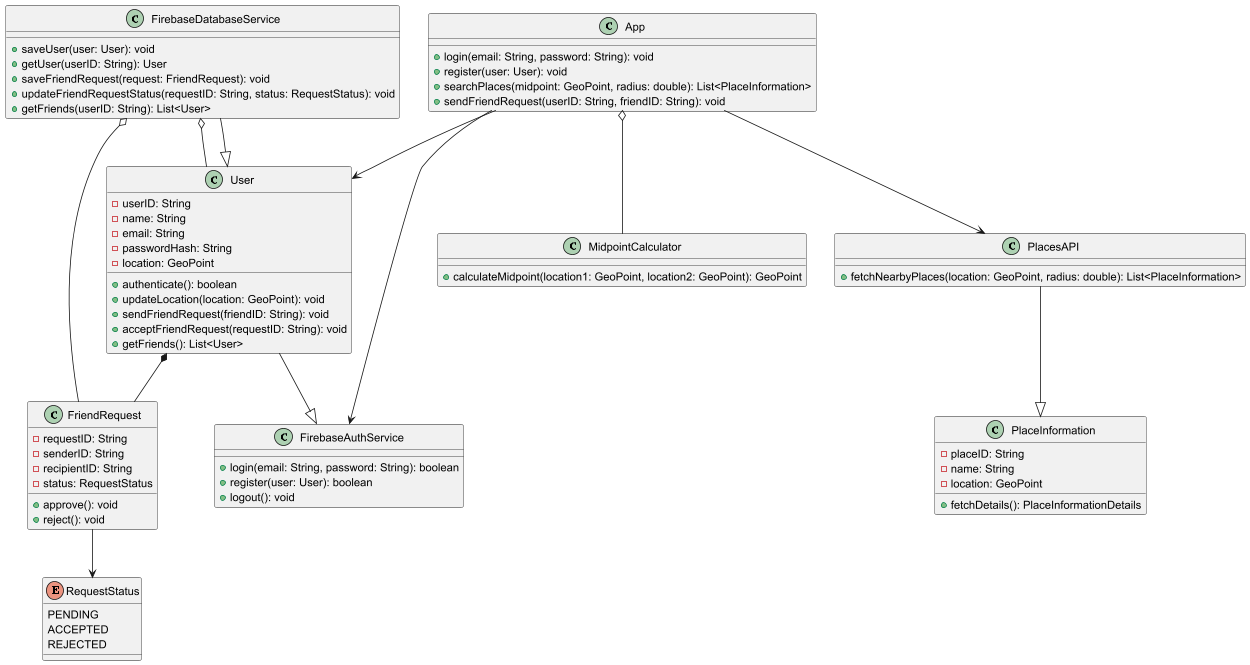 C FirebaseDatabaseService
saveUser(user: User): void
getUser(userID: String): User
saveFriendRequest(request: FriendRequest): void
updateFriendRequestStatus(requestID: String, status: RequestStatus): void
getFriends(userID: String): List<User>
C App
login(email: String, password: String): void
register(user: User): void
searchPlaces(midpoint: GeoPoint, radius: double): List<PlaceInformation>
sendFriendRequest(userID: String, friendID: String): void
C User
userID: String
name: String
email: String
passwordHash: String
location: GeoPoint
authenticate(): boolean
updateLocation(location: GeoPoint): void
sendFriendRequest(friendID: String): void
acceptFriendRequest(requestID: String): void
getFriends(): List<User>
C MidpointCalculator
calculateMidpoint(location1: GeoPoint, location2: GeoPoint): GeoPoint
C PlacesAPI
fetchNearbyPlaces(location: GeoPoint, radius: double): List<PlaceInformation>
C FriendRequest
requestID: String
senderID: String
recipientID: String
status: RequestStatus
approve(): void
reject(): void
C FirebaseAuthService
login(email: String, password: String): boolean
register(user: User): boolean
logout(): void
C PlaceInformation
placeID: String
name: String
location: GeoPoint
fetchDetails(): PlaceInformationDetails
E RequestStatus
PENDING
ACCEPTED
REJECTED